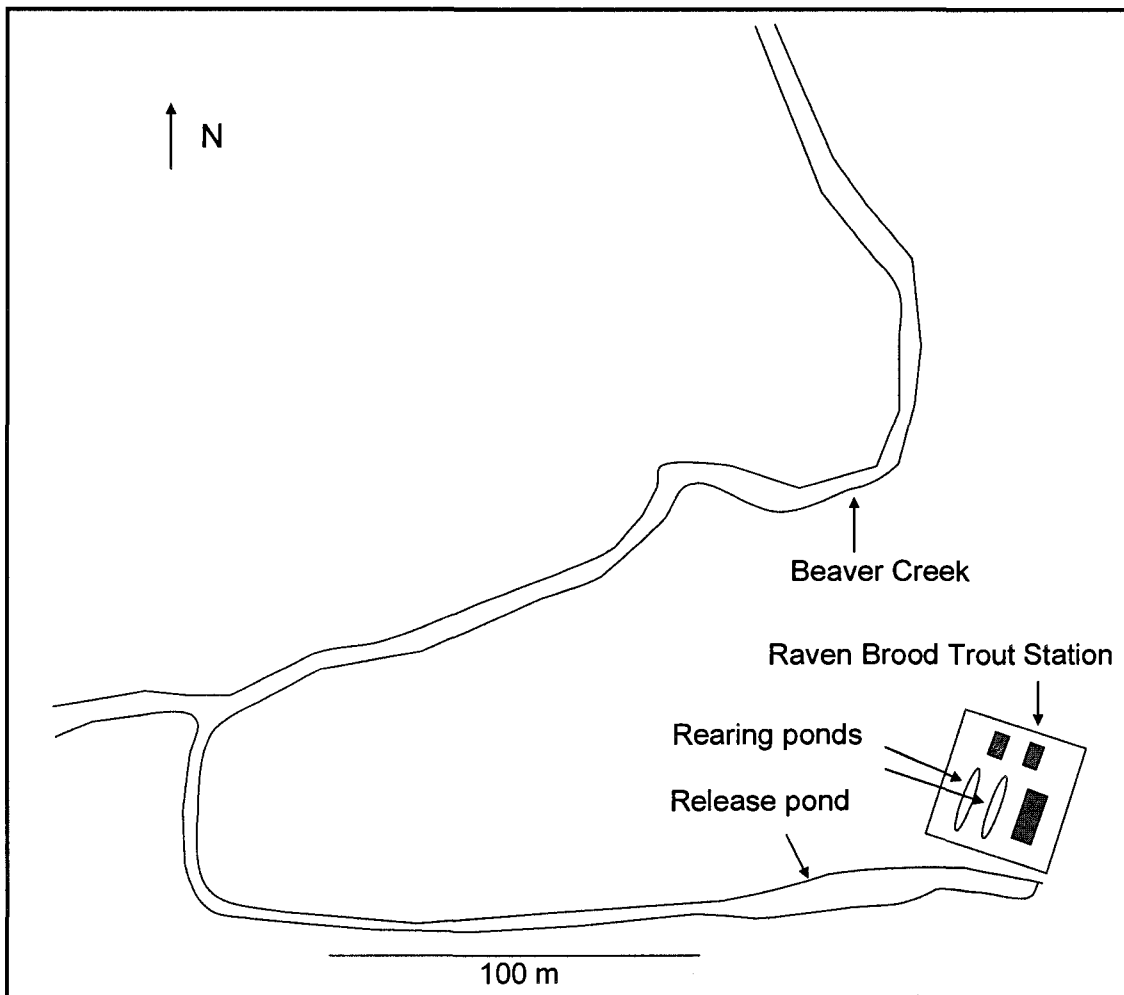 N
Beaver Creek
Raven Brood Trout Station
Rearing ponds
Release pond
100 m